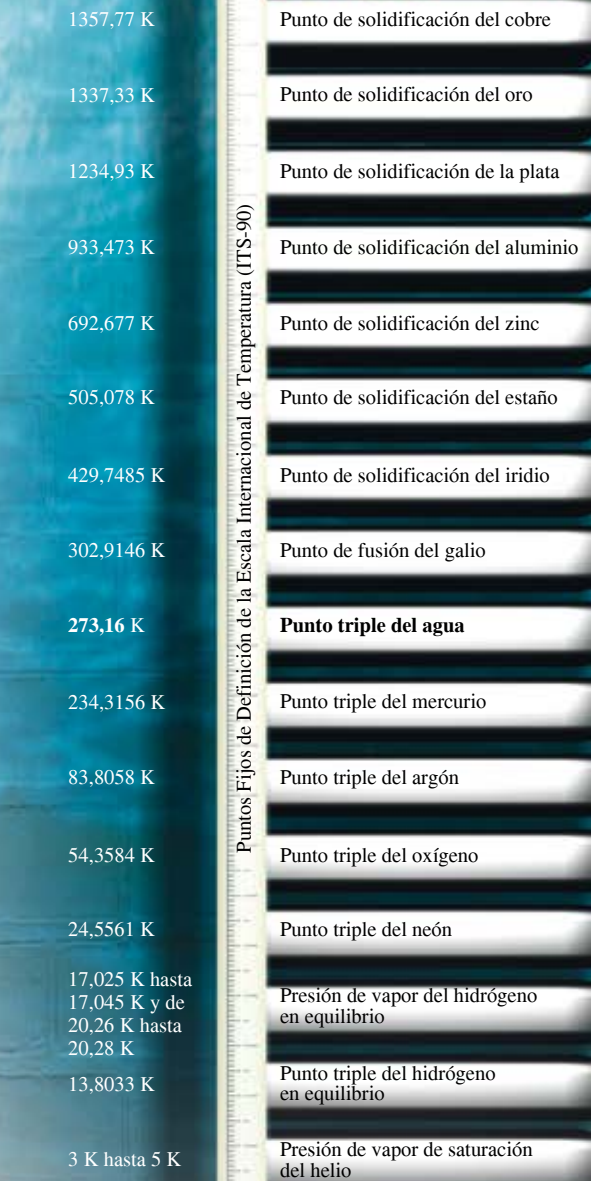 1357,77 K Punto de solidificación del cobre
1337,33 K Punto de solidificación del oro
1234,93 K Punto de solidificación de la plata
933,473 K Punto de solidificación del aluminio
692,677 K Punto de solidificación del zinc
505,078 K Punto de solidificación del estaño
429,7485 K Punto de solidificación del iridio
302,9146 K Punto de fusión del galio
273,16 K Punto triple del agua
234,3156 K Punto triple del mercurio
83,8058 K Punto triple del argón
54,3584 K Punto triple del oxígeno
24,5561 K Punto triple del neón
17,025 K hasta
17,045 K y de
20,26 K hasta
20,28 K
Presión de vapor del hidrógeno
en equilibrio
13,8033 K
Punto triple del hidrógeno
en equilibrio
3 K hasta 5 K
Presión de vapor de saturación
del helio
Puntos Fijos de Definición de la Escala Internacional de Temperatura (ITS-90)